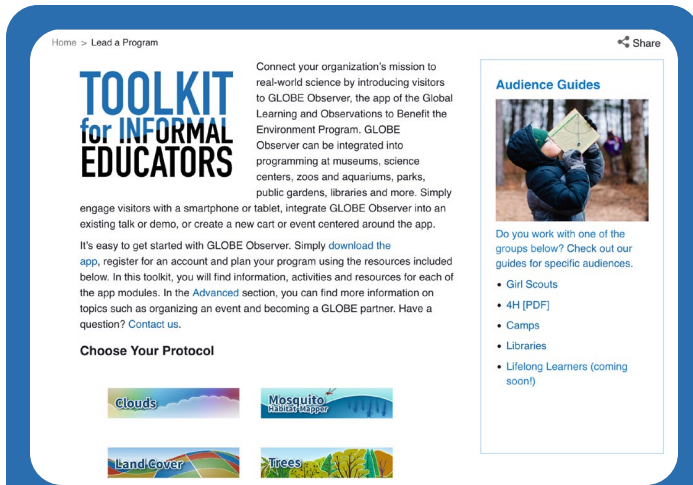 Home > Lead a Program
Share
TOOLKIT
for INFORMAL
EDUCATORS
Connect your organization's mission to
real-world science by introducing visitors
to GLOBE Observer, the app of the Global
Learning and Observations to Benefit the
Environment Program. GLOBE
Observer can be integrated into
programming at museums, science
centers, zoos and aquariums, parks,
public gardens, libraries and more. Simply
engage visitors with a smartphone or tablet, integrate GLOBE Observer into an
existing talk or demo, or create a new cart or event centered around the app.
It's easy to get started with GLOBE Observer. Simply download the
app, register for an account and plan your program using the resources included
below. In this toolkit, you will find information, activities and resources for each of
the app modules. In the Advanced section, you can find more information on
topics such as organizing an event and becoming a GLOBE partner. Have a
question? Contact us.
Choose Your Protocol
Clouds
Mosquito
Habitat Mapper
Land Cover
Trees
Audience Guides
Do you work with one of the
groups below? Check out our
guides for specific audiences.
• Girl Scouts
• 4H [PDF]
• Camps
• Libraries
• Lifelong Learners (coming
soon!)